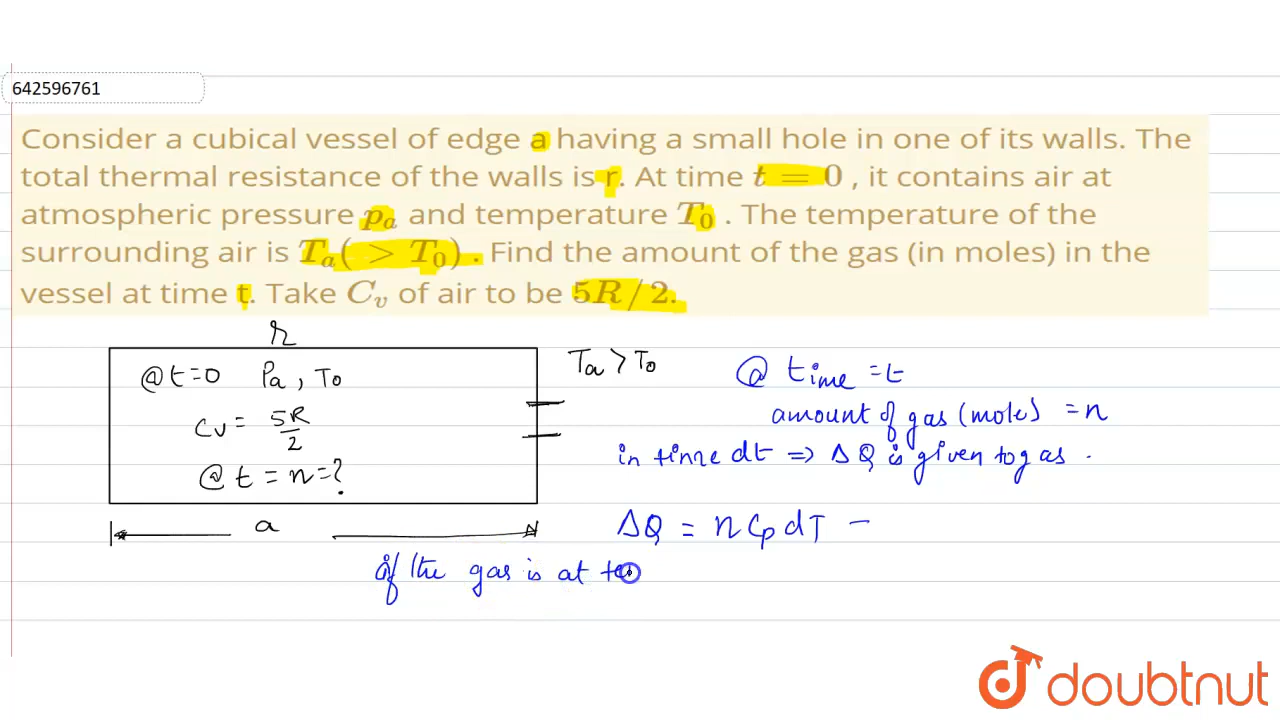 642596761
Consider a cubical vessel of edge a having a small hole in one of its walls. The
total thermal resistance of the walls is r. At time t = 0 , it contains air at
atmospheric pressure pₐ and temperature T₀ . The temperature of the
surrounding air is Tₐ( > T₀) . Find the amount of the gas (in moles) in the
vessel at time t. Take Cᵥ of air to be 5R/2.
r
@t=0 Pa, T0
Cv = 5R/2
@ t = n=?
a
Ta > T0
@ time = t
amount of gas (mole) = n
in time dt ⇒ ΔQ is given to gas .
ΔQ = n Cp dT –
if the gas is at
doubtnut